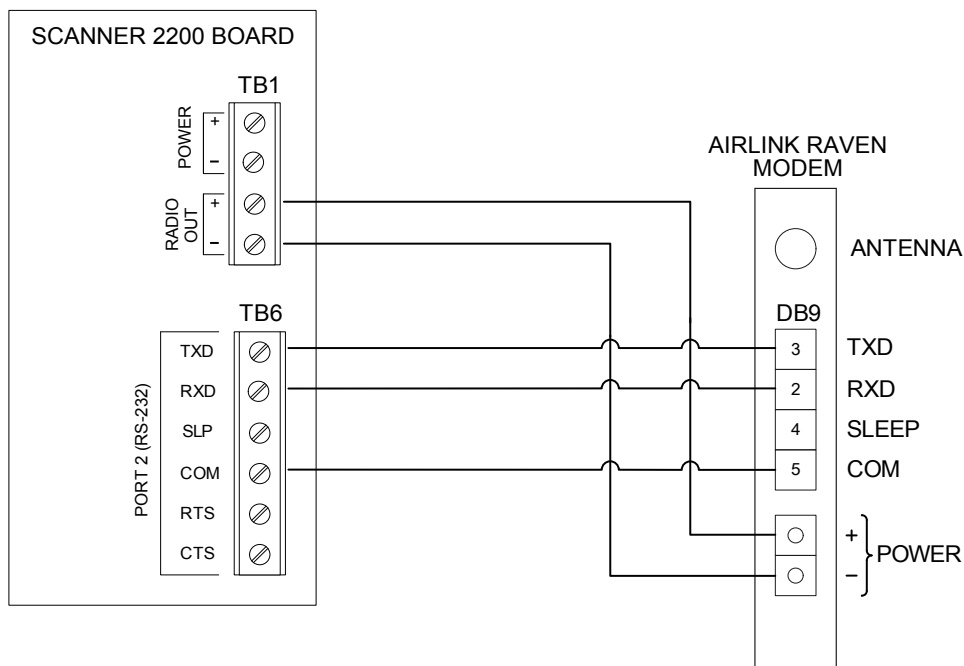 SCANNER 2200 BOARD
TB1
POWER
+
−
RADIO
OUT
+
−
TB6
PORT 2 (RS-232)
TXD
RXD
SLP
COM
RTS
CTS
AIRLINK RAVEN
MODEM
ANTENNA
DB9
3 TXD
2 RXD
4 SLEEP
5 COM
+
−
POWER